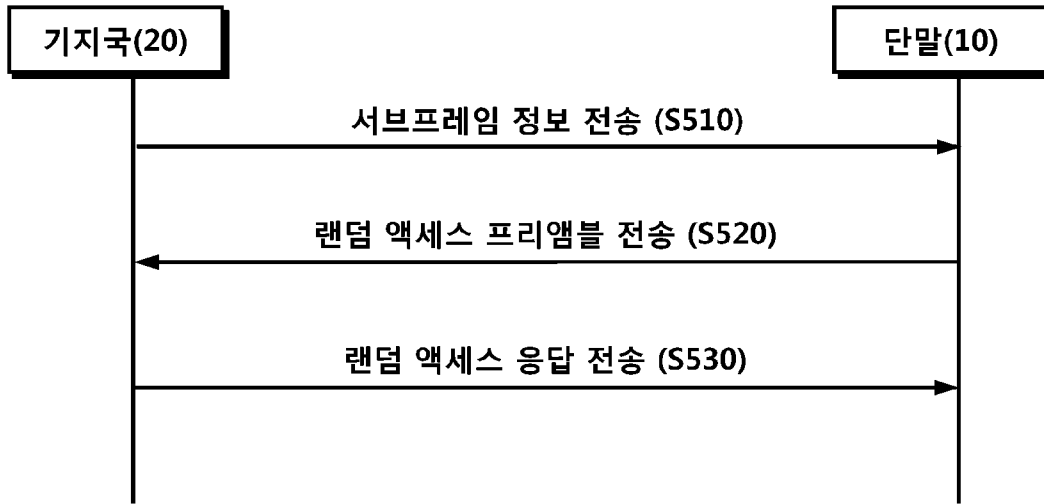 기지국(20)
단말(10)
서브프레임 정보 전송 (S510)
랜덤 액세스 프리앰블 전송 (S520)
랜덤 액세스 응답 전송 (S530)